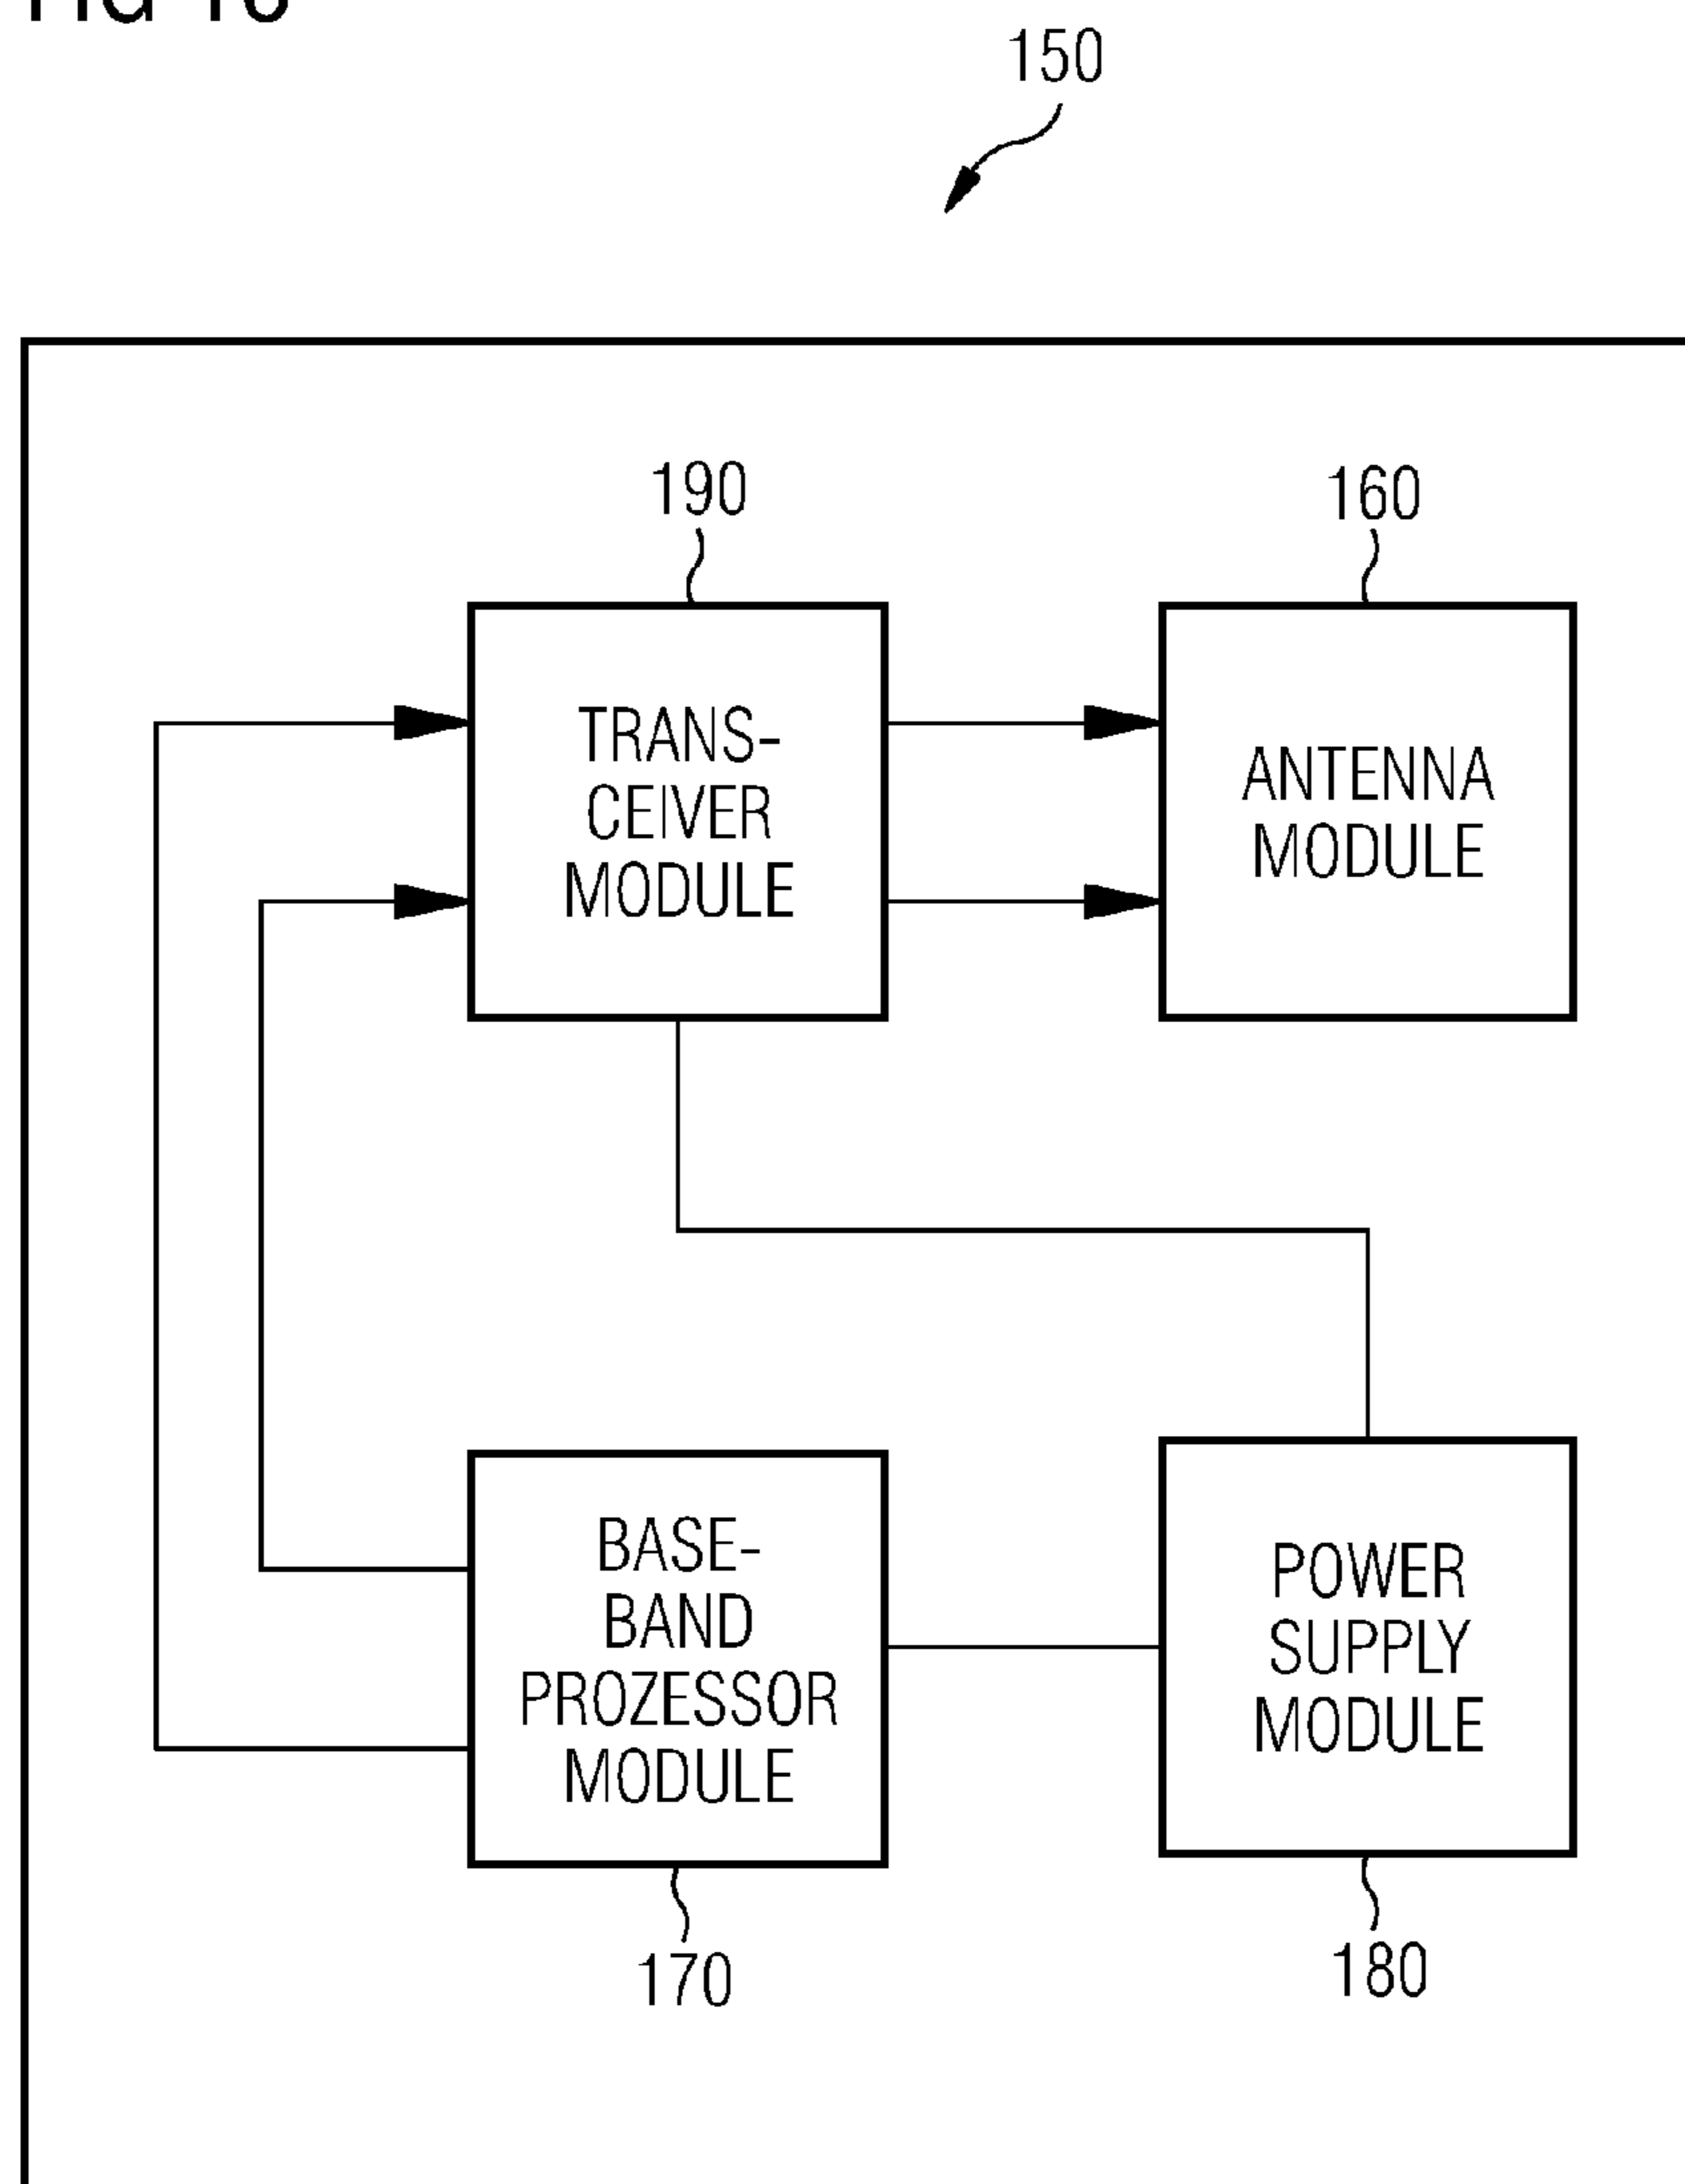 150
190
160
TRANS-
CEIVER
MODULE
ANTENNA
MODULE
BASE-
BAND
PROZESSOR
MODULE
POWER
SUPPLY
MODULE
170
180